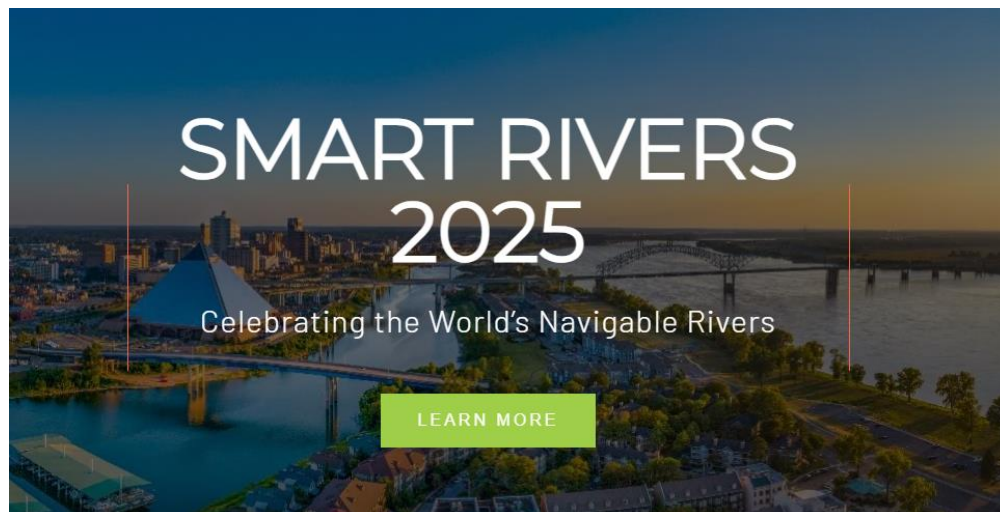 SMART RIVERS
2025
Celebrating the World's Navigable Rivers
LEARN MORE